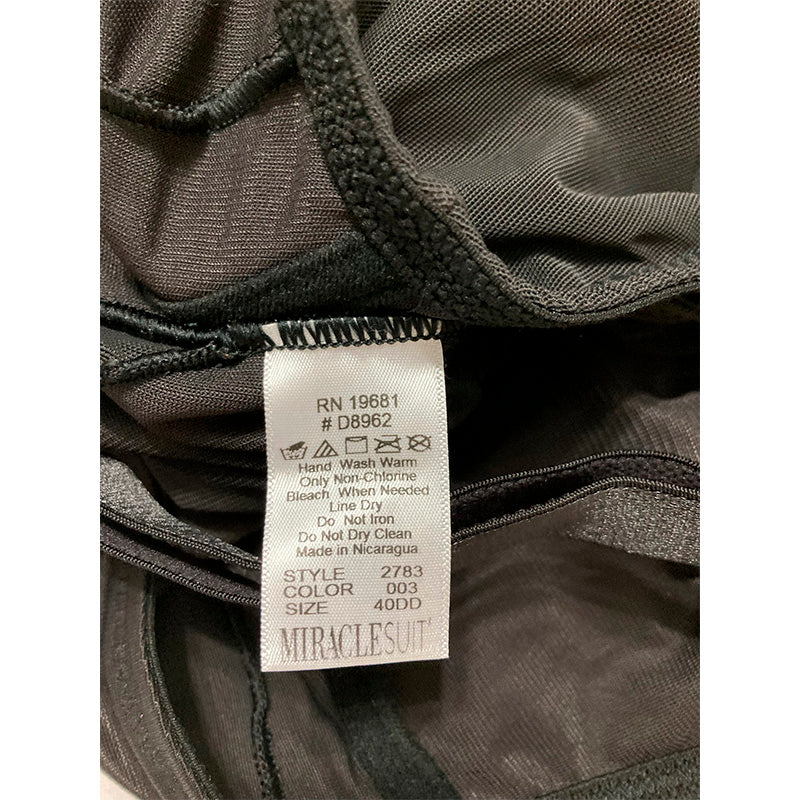 RN 19681
# D8962
Hand Wash Warm
Only Non-Chlorine
Bleach When Needed
Line Dry
Do Not Iron
Do Not Dry Clean
Made in Nicaragua
STYLE 2783
COLOR 003
SIZE 40DD
MIRACLESUIT